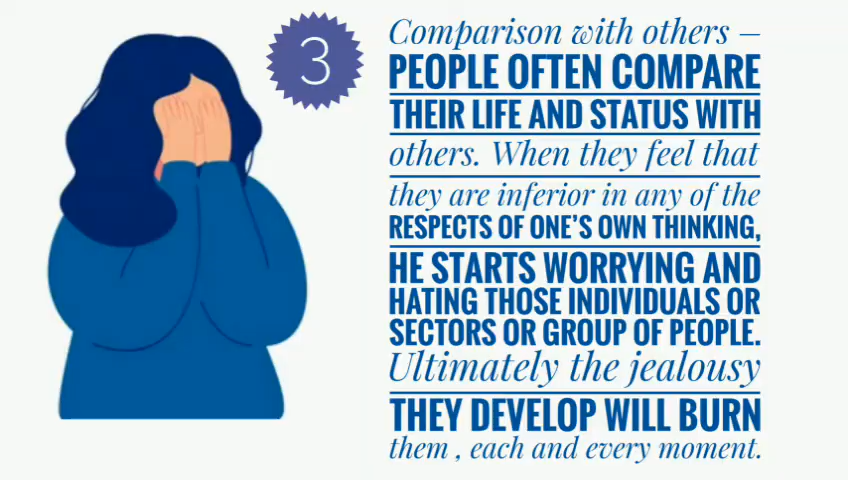 3
Comparison with others –
PEOPLE OFTEN COMPARE
THEIR LIFE AND STATUS WITH
others. When they feel that
they are inferior in any of the
RESPECTS OF ONE'S OWN THINKING,
HE STARTS WORRYING AND
HATING THOSE INDIVIDUALS OR
SECTORS OR GROUP OF PEOPLE.
Ultimately the jealousy
THEY DEVELOP WILL BURN
them , each and every moment.